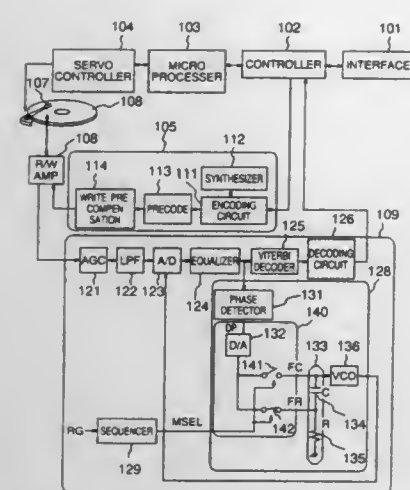 104
103
102
101
SERVO
CONTROLLER
MICRO
PROCESSER
CONTROLLER
INTERFACE
107
108
108
R/W
AMP
105
112
114
113
111
SYNTHESIZER
WRITE PRE
COMPEN
SATION
PRECODE
ENCODING
CIRCUIT
125
126
109
AGC
LPF
A/D
EQUALIZER
VITERBI
DECODER
DECODING
CIRCUIT
121
122
123
124
128
PHASE
DETECTOR
131
DP
140
D/A
132
133
136
141
FC
VCO
C
134
FR
142
R
135
RG
SEQUENCER
MSEL
129